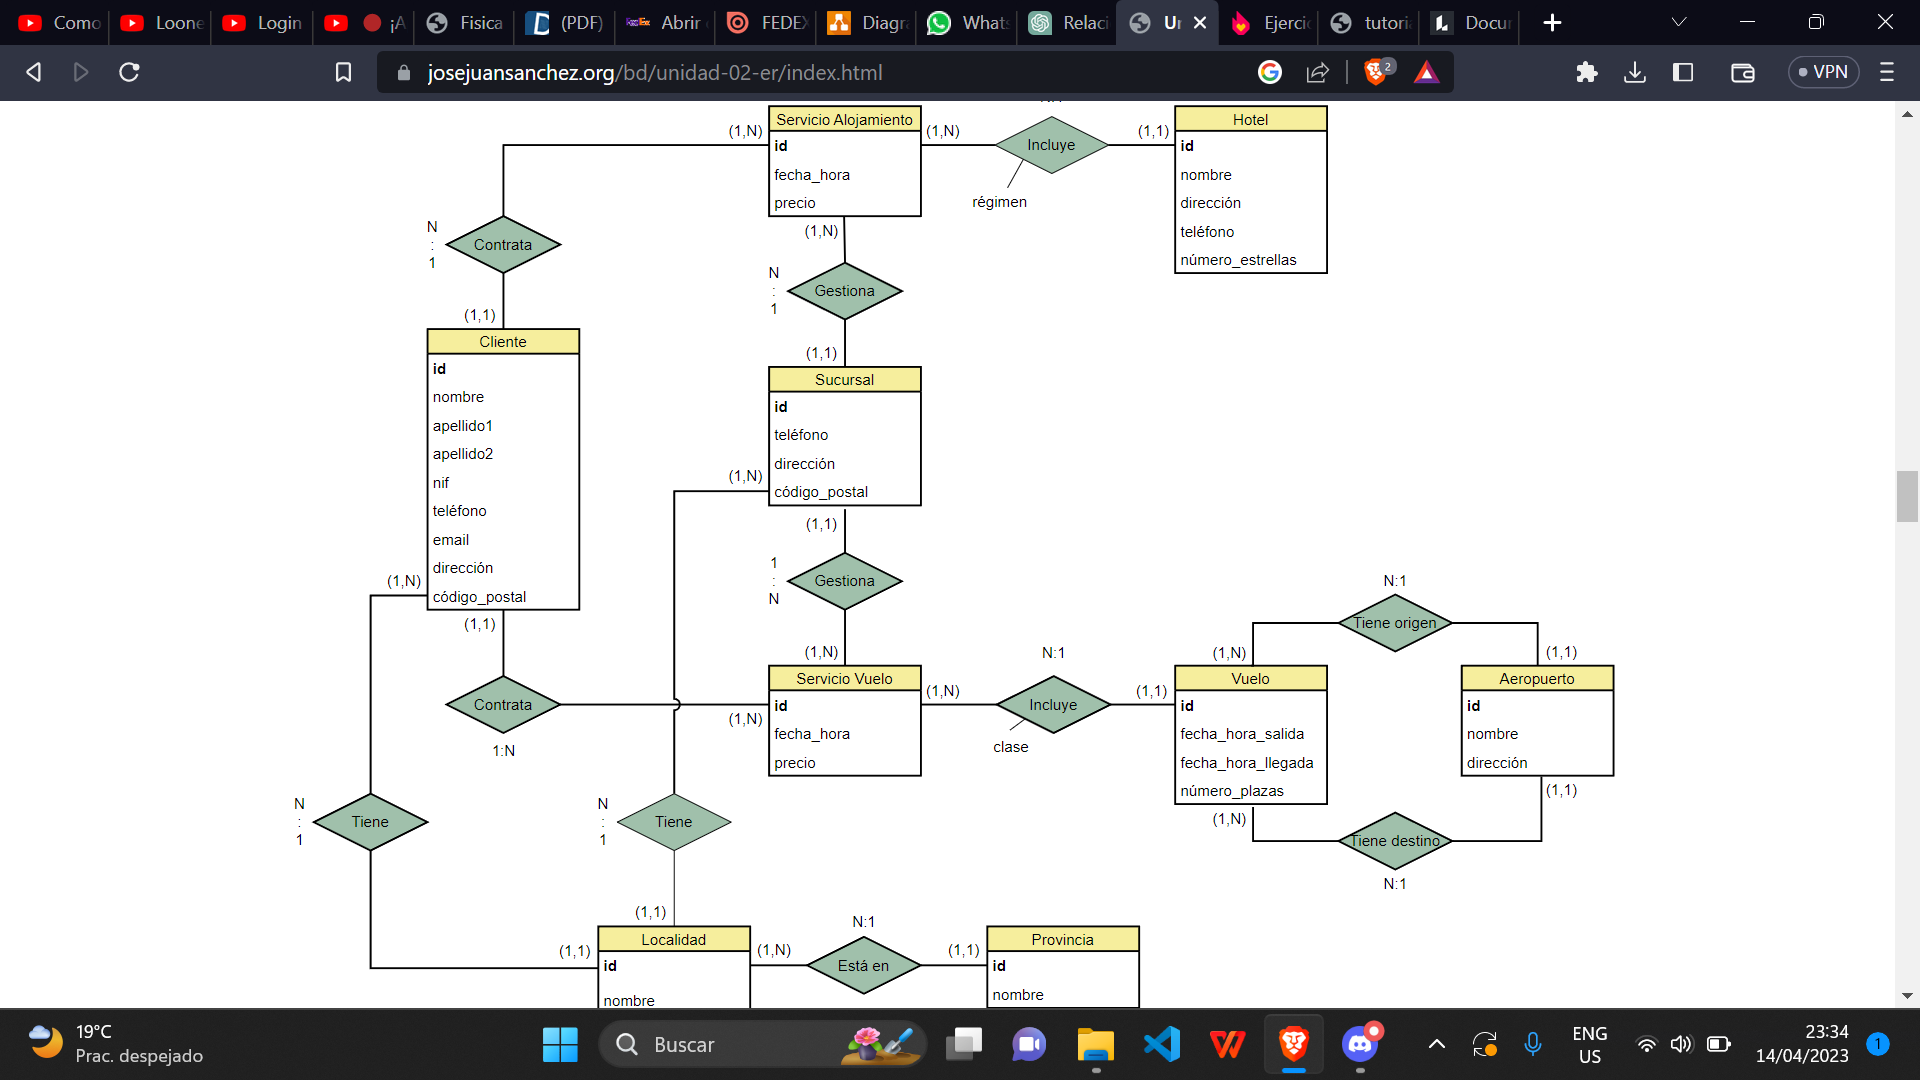 Como
Loone
Login
¡A
Fisica
(PDF)
Abrir
FEDEX
Diagra
Whats
Relaci
Ur
Ejercic
tutori
Docur
josejuansanchez.org/bd/unidad-02-er/index.html
2
VPN
Servicio Alojamiento
id
fecha_hora
precio
(1,N)
(1,N)
Incluye
régimen
(1,1)
Hotel
id
nombre
dirección
teléfono
número_estrellas
N
:
1
Contrata
(1,1)
(1,N)
N
:
1
Gestiona
(1,1)
Cliente
id
nombre
apellido1
apellido2
nif
teléfono
email
dirección
código_postal
Sucursal
id
teléfono
dirección
código_postal
(1,N)
(1,1)
1
:
N
Gestiona
(1,N)
(1,N)
(1,1)
Contrata
1:N
(1,N)
Servicio Vuelo
id
fecha_hora
precio
(1,N)
N:1
Incluye
clase
(1,1)
Vuelo
id
fecha_hora_salida
fecha_hora_llegada
número_plazas
(1,N)
N:1
Tiene origen
(1,1)
Aeropuerto
id
nombre
dirección
(1,1)
(1,N)
Tiene destino
N:1
N
:
1
Tiene
N
:
1
Tiene
(1,1)
(1,1)
Localidad
id
nombre
(1,N)
N:1
Está en
(1,1)
Provincia
id
nombre
19°C
Prac. despejado
Buscar
ENG
US
23:34
14/04/2023
1